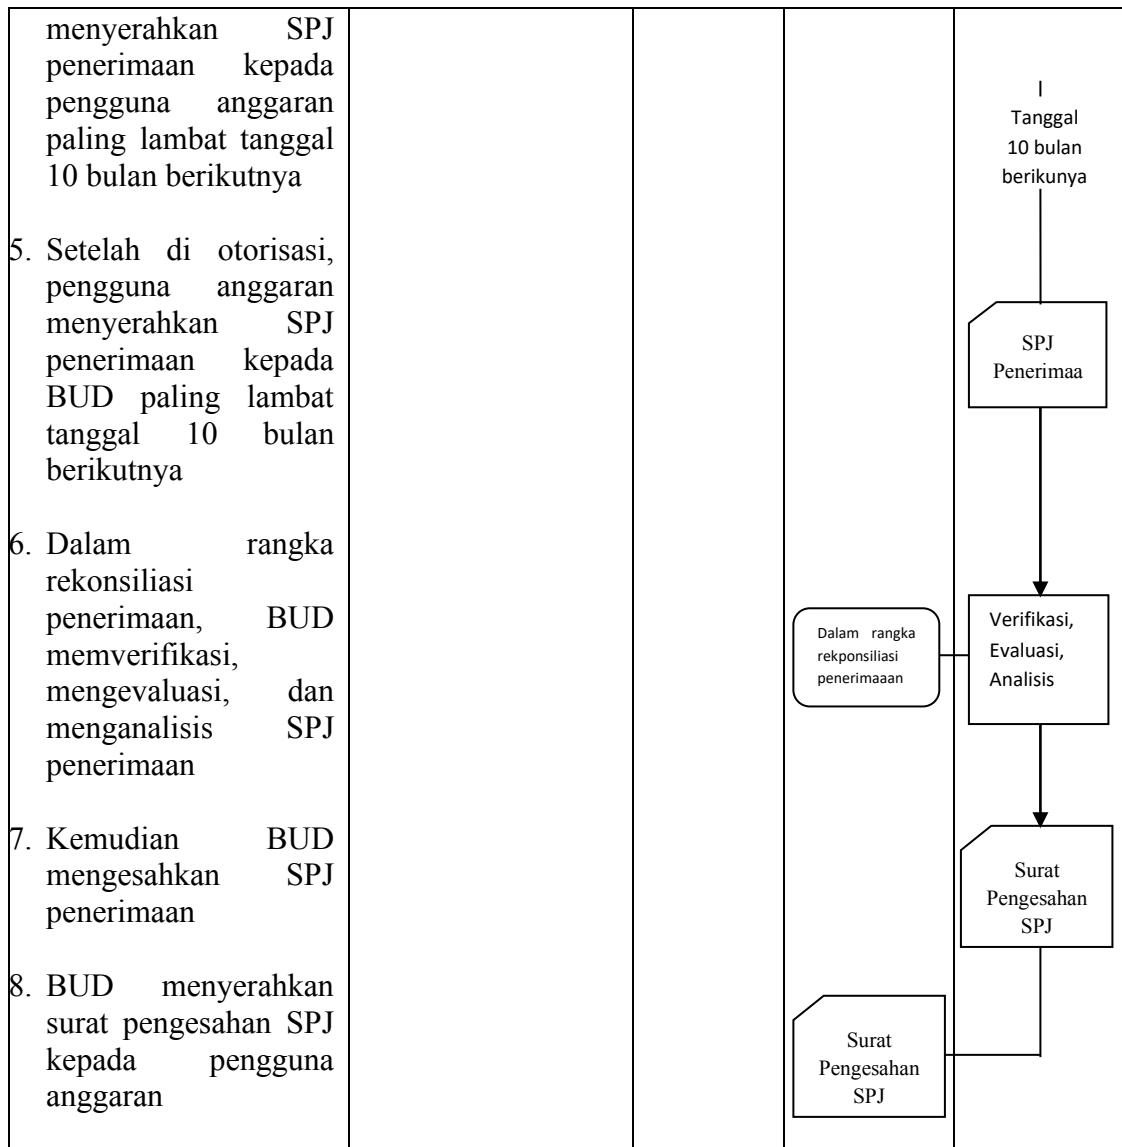 menyerahkan SPJ
penerimaan kepada
pengguna anggaran
paling lambat tanggal
10 bulan berikutnya
5. Setelah di otorisasi,
pengguna anggaran
menyerahkan SPJ
penerimaan kepada
BUD paling lambat
tanggal 10 bulan
berikutnya
6. Dalam rangka
rekonsiliasi
penerimaan, BUD
memverifikasi,
mengevaluasi, dan
menganalisis SPJ
penerimaan
7. Kemudian BUD
mengesahkan SPJ
penerimaan
8. BUD menyerahkan
surat pengesahan SPJ
kepada pengguna
anggaran
Dalam rangka
rekponsiliasi
penerimaaan
Surat
Pengesahan
SPJ
Tanggal
10 bulan
berikunya
SPJ
Penerimaa
Verifikasi,
Evaluasi,
Analisis
Surat
Pengesahan
SPJ